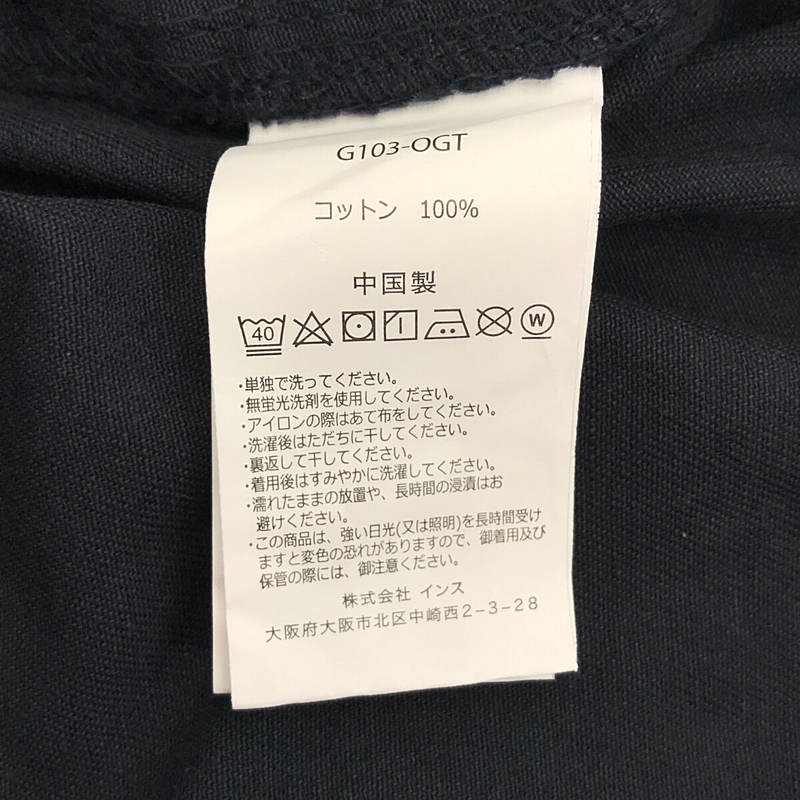 G103-OGT
コットン 100%
中国製
40 W
・単独で洗ってください。
・無蛍光洗剤を使用してください。
・アイロンの際はあて布をしてください。
・洗濯後はただちに干してください。
・裏返して干してください。
・着用後はすみやかに洗濯してください。
・濡れたままの放置や、長時間の浸漬はお
避けください。
・この商品は、強い日光(又は照明)を長時間受け
ますと変色の恐れがありますので、御着用及び
保管の際には、御注意ください。
株式会社 インス
大阪府大阪市北区中崎西2-3-28